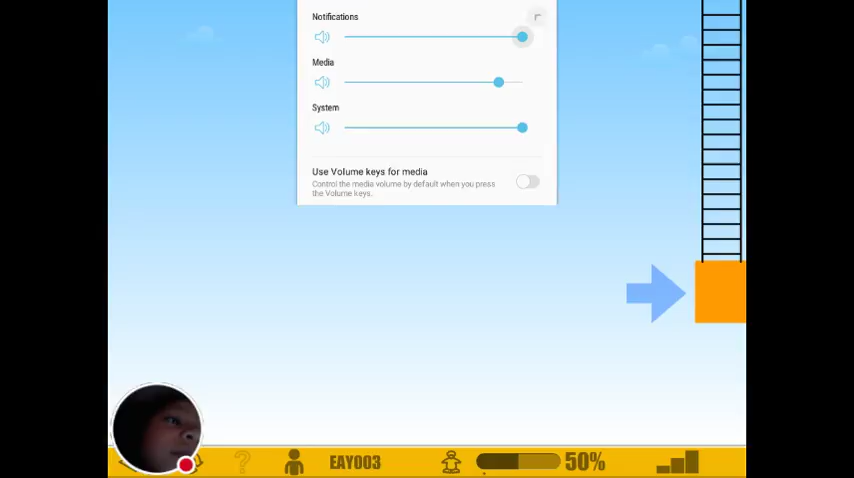 Notifications
Media
System
Use Volume keys for media
Control the media volume by default when you press
the Volume keys.
? EAY003 50%